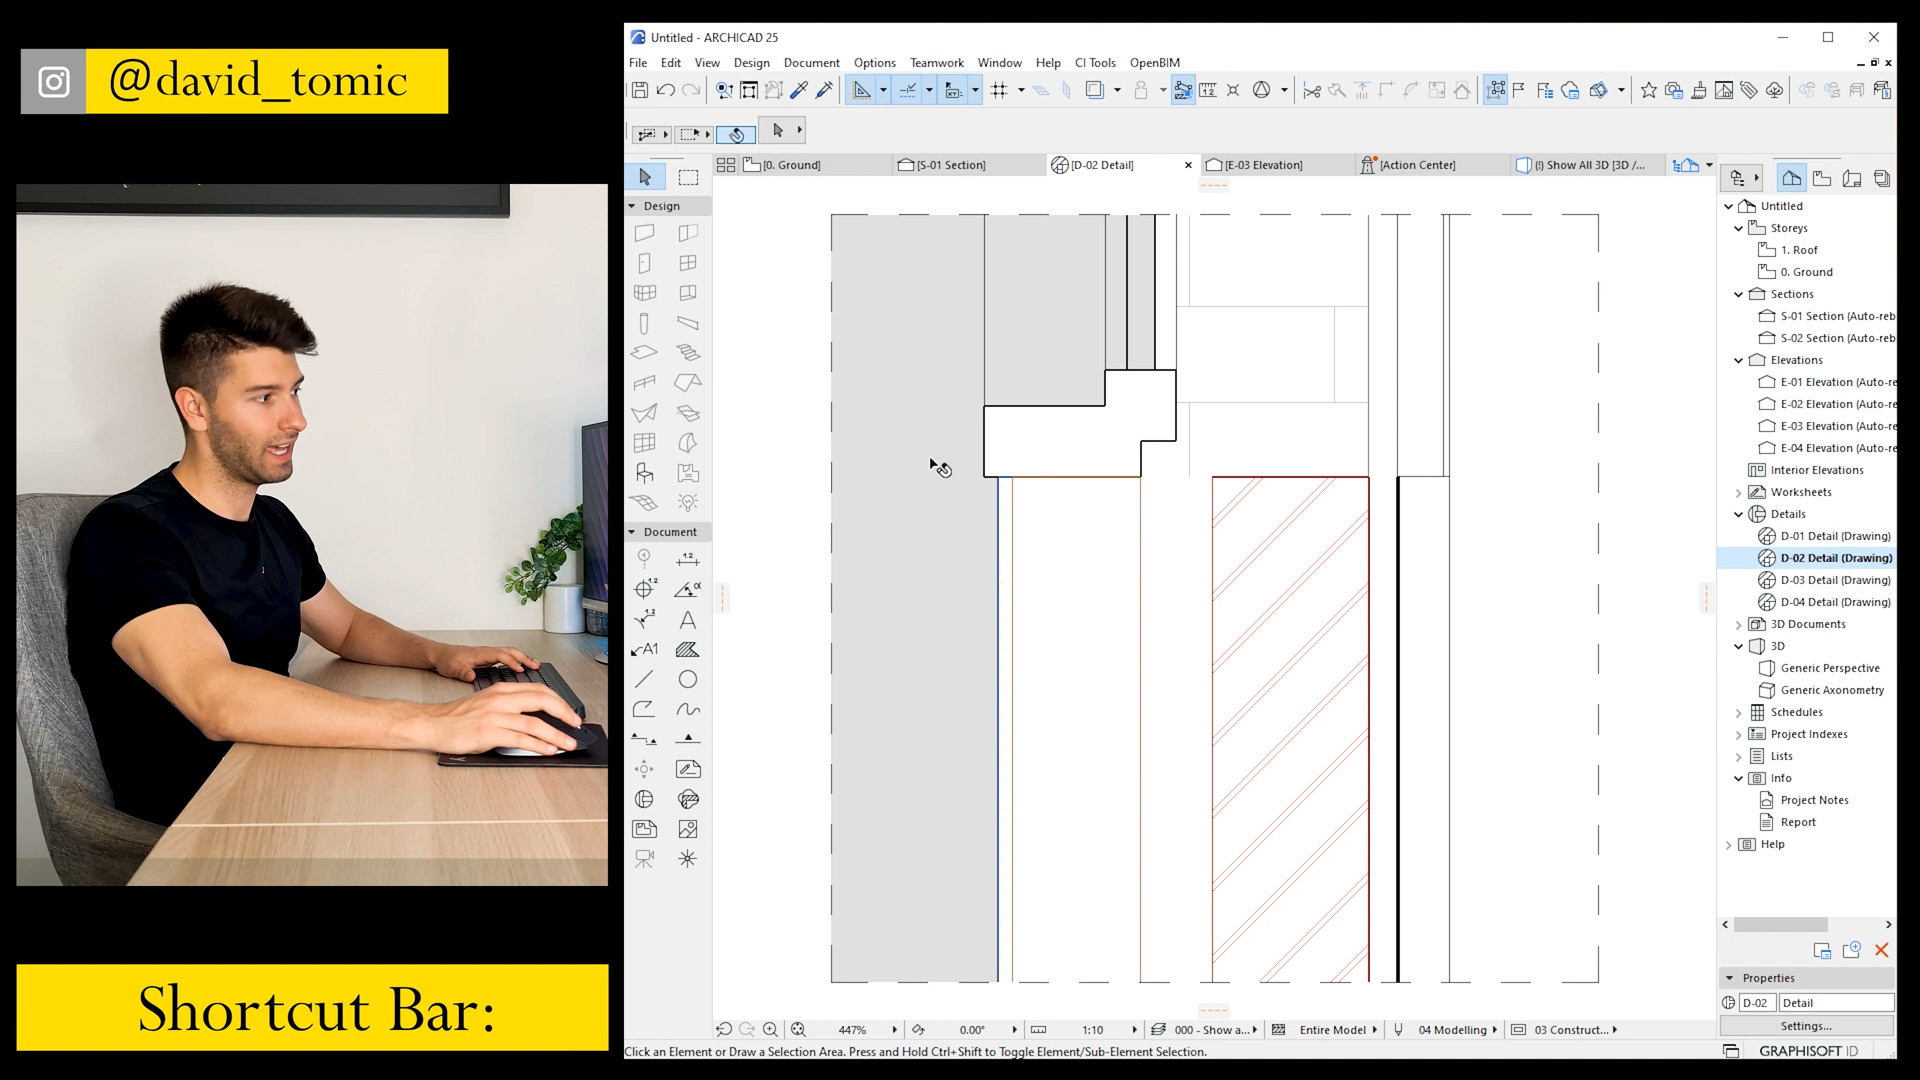 @david_tomic
Shortcut Bar:
Untitled - ARCHICAD 25
File Edit View Design Document Options Teamwork Window Help CI Tools OpenBIM
[0. Ground]
[S-01 Section]
[D-02 Detail]
[E-03 Elevation]
[Action Center]
(!) Show All 3D [3D /...
Design
Document
1.2
1.2
1.2
A1
A
Untitled
Storeys
1. Roof
0. Ground
Sections
S-01 Section (Auto-reb
S-02 Section (Auto-reb
Elevations
E-01 Elevation (Auto-re
E-02 Elevation (Auto-re
E-03 Elevation (Auto-re
E-04 Elevation (Auto-re
Interior Elevations
Worksheets
Details
D-01 Detail (Drawing)
D-02 Detail (Drawing)
D-03 Detail (Drawing)
D-04 Detail (Drawing)
3D Documents
3D
Generic Perspective
Generic Axonometry
Schedules
Project Indexes
Lists
Info
Project Notes
Report
Help
Properties
D-02 Detail
Settings...
447% 0.00° 1:10 000 - Show a... Entire Model 04 Modelling 03 Construct...
Click an Element or Draw a Selection Area. Press and Hold Ctrl+Shift to Toggle Element/Sub-Element Selection.
GRAPHISOFT ID